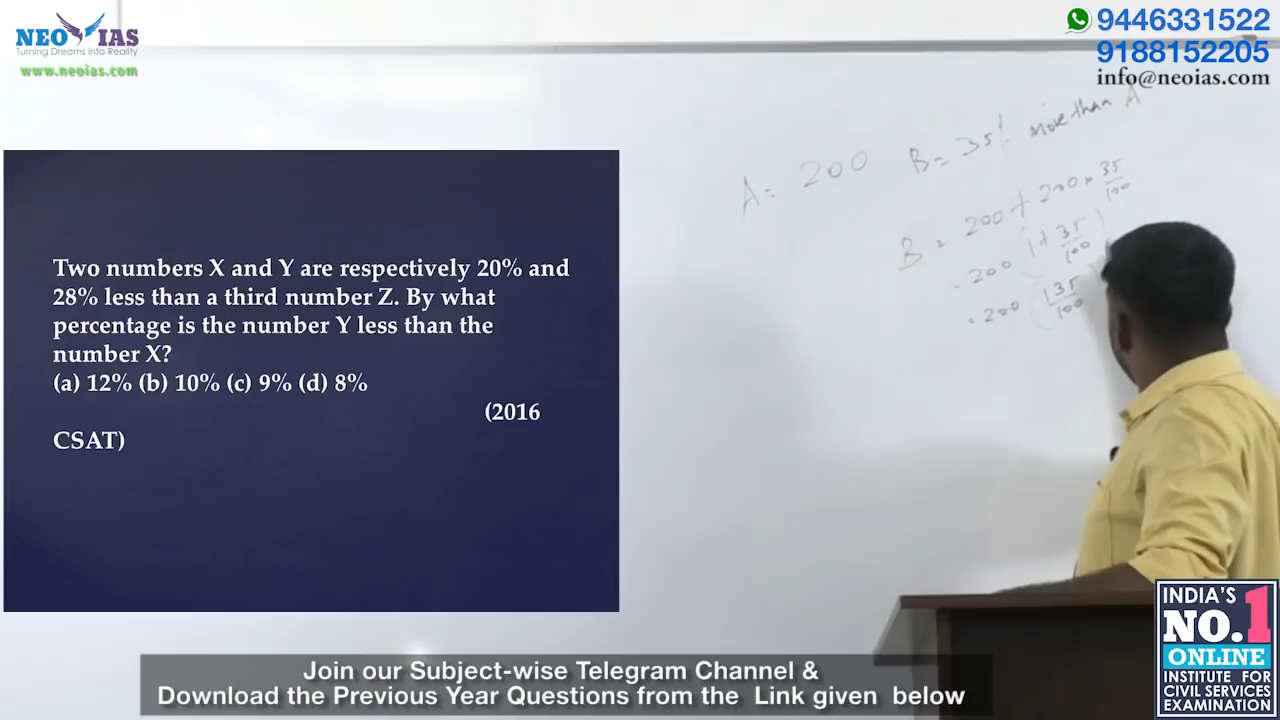 NEO IAS
Turning Dreams into Reality
www.neoias.com
9446331522
9188152205
info@neoias.com
A = 200 B = 35% more than A
B = 200 + 200 × 35/100
= 200 (1 + 35/100)
= 200 (135/100
Two numbers X and Y are respectively 20% and
28% less than a third number Z. By what
percentage is the number Y less than the
number X?
(a) 12% (b) 10% (c) 9% (d) 8%
(2016
CSAT)
INDIA'S
NO.1
ONLINE
INSTITUTE FOR
CIVIL SERVICES
EXAMINATION
Join our Subject-wise Telegram Channel &
Download the Previous Year Questions from the Link given below